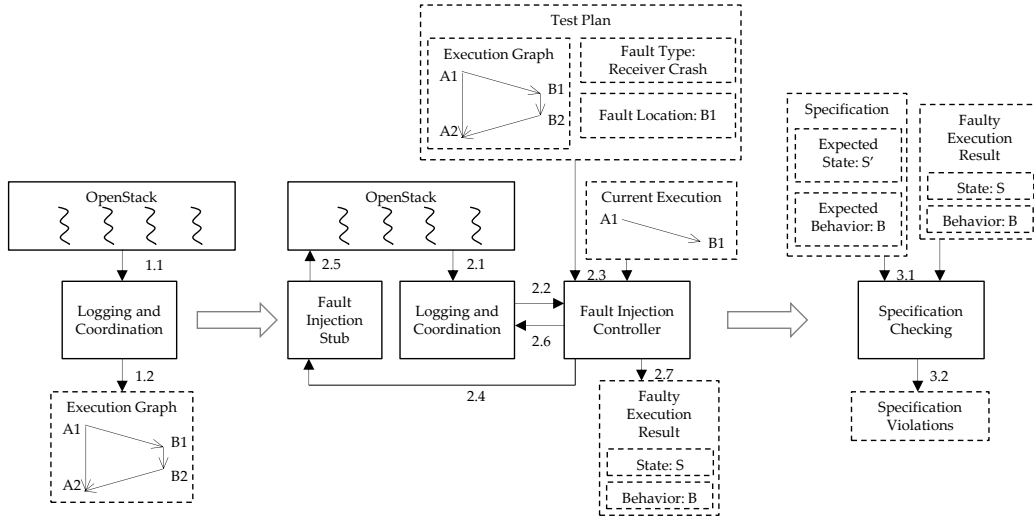 Test Plan
Execution Graph
A1
B1
B2
A2
Fault Type:
Receiver Crash
Fault Location: B1
Specification
Expected
State: S’
Expected
Behavior: B
Faulty
Execution
Result
State: S
Behavior: B
OpenStack
1.1
Logging and
Coordination
1.2
Execution Graph
A1
B1
B2
A2
OpenStack
2.5
2.1
Fault
Injection
Stub
Logging and
Coordination
2.2
2.6
2.4
Current Execution
A1
B1
2.3
Fault Injection
Controller
2.7
Faulty
Execution
Result
State: S
Behavior: B
3.1
Specification
Checking
3.2
Specification
Violations